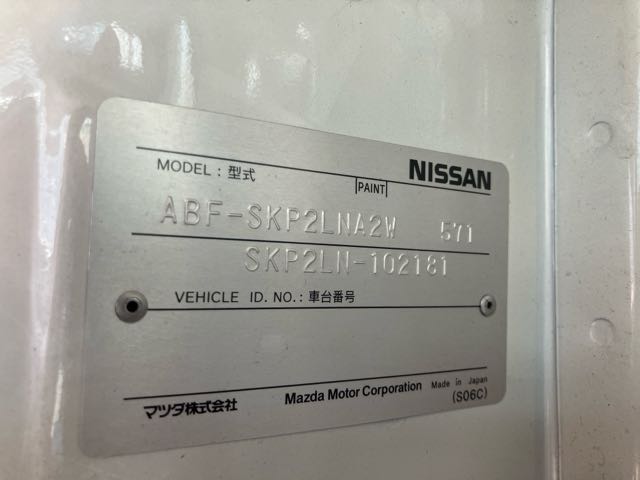 NISSAN
MODEL : 型式
PAINT
ABF-SKP2LNA2W 571
SKP2LN-102181
VEHICLE ID. NO. : 車台番号
マツダ株式会社 Mazda Motor Corporation Made in Japan
(S06C)